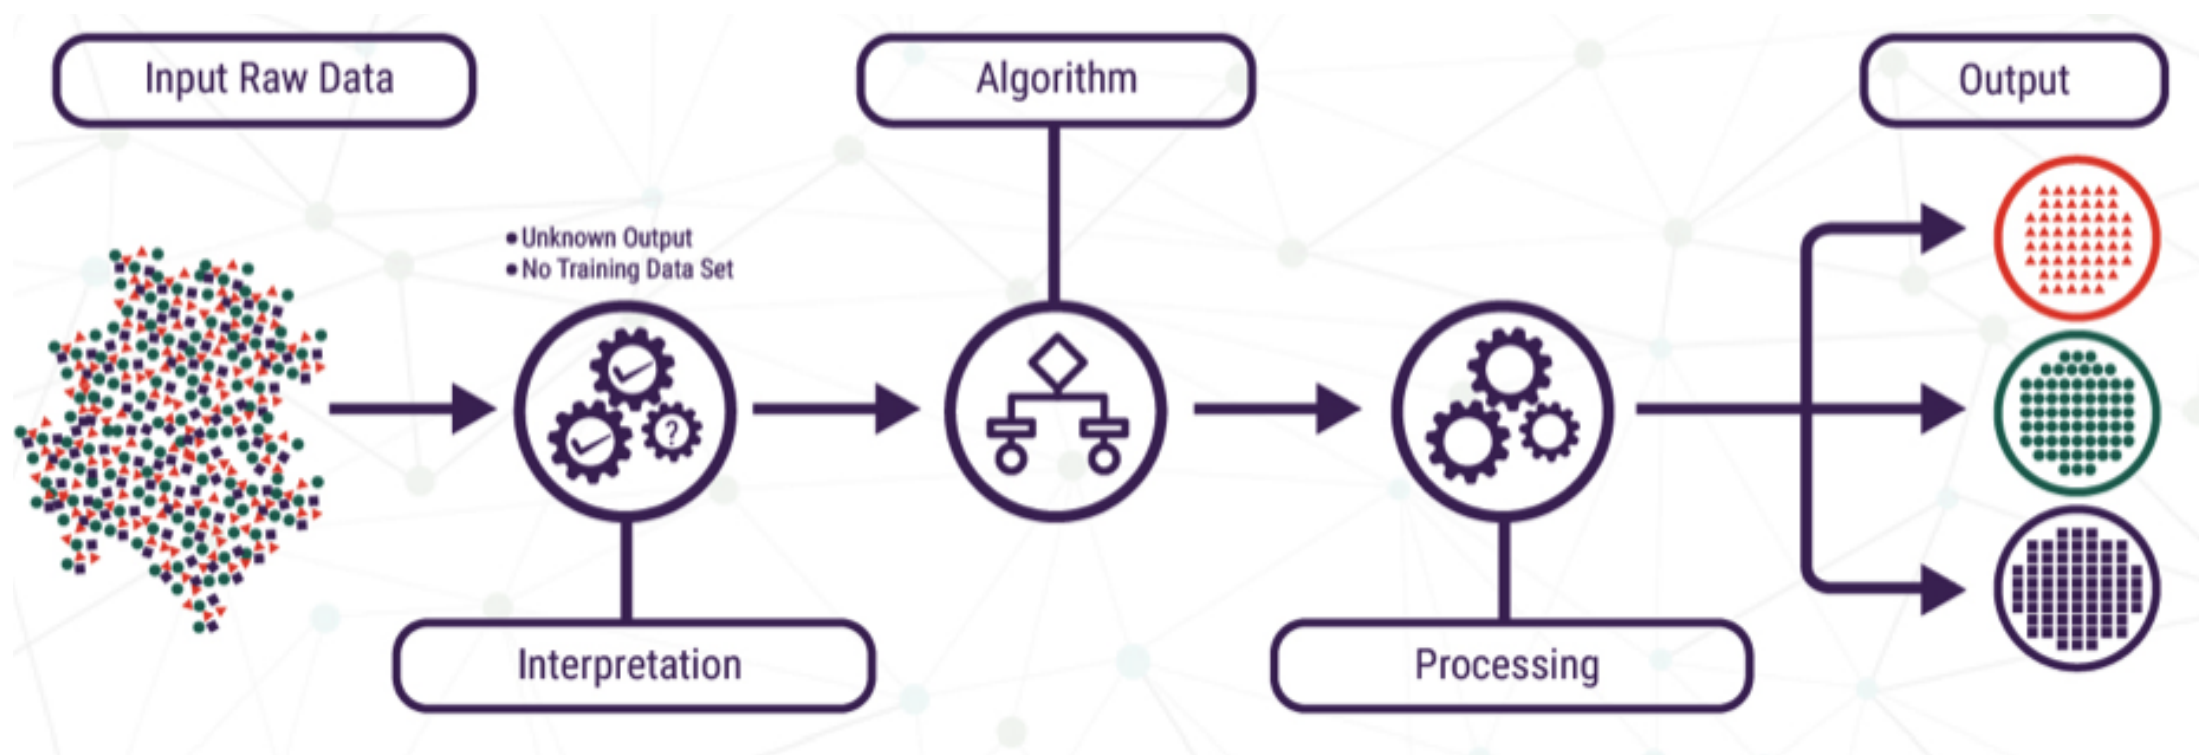 Input Raw Data
Algorithm
Output
•Unknown Output
•No Training Data Set
?
Interpretation
Processing